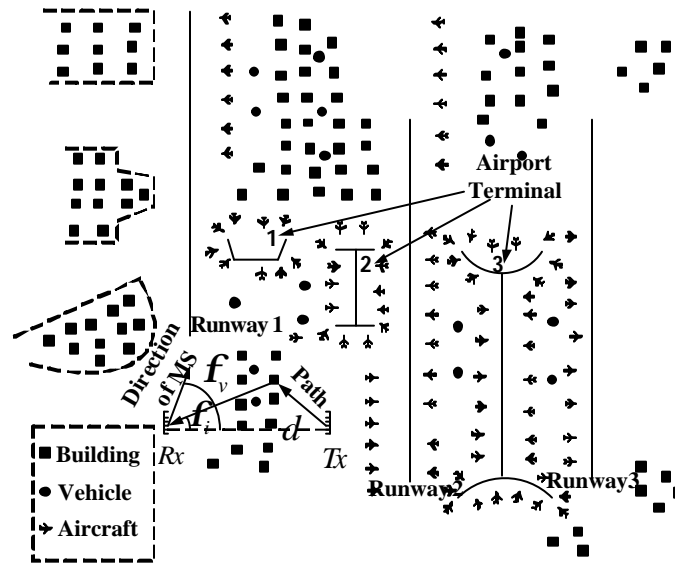 Airport
Terminal
1
2
3
Runway 1
Direction
of MS
f_v
Path
f_i
d
Rx
Tx
Building
Vehicle
Aircraft
Runway2
Runway3